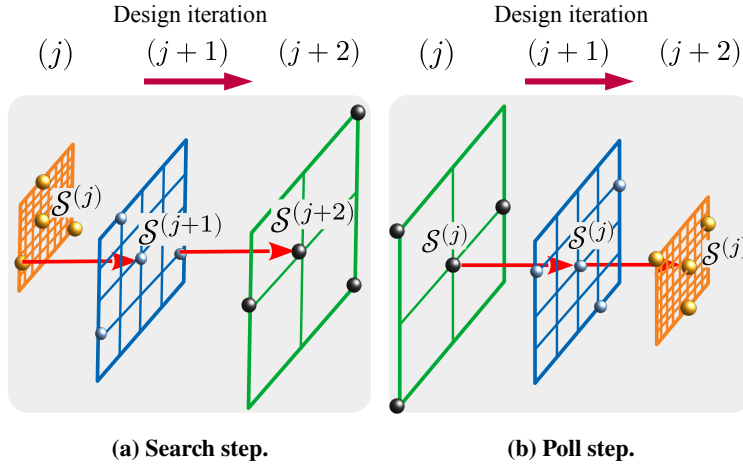 Design iteration
(j) (j + 1) (j + 2)
S^(j)
S^(j+1)
S^(j+2)
(a) Search step.
Design iteration
(j) (j + 1) (j + 2)
S^(j)
S^(j)
S^(j)
(b) Poll step.